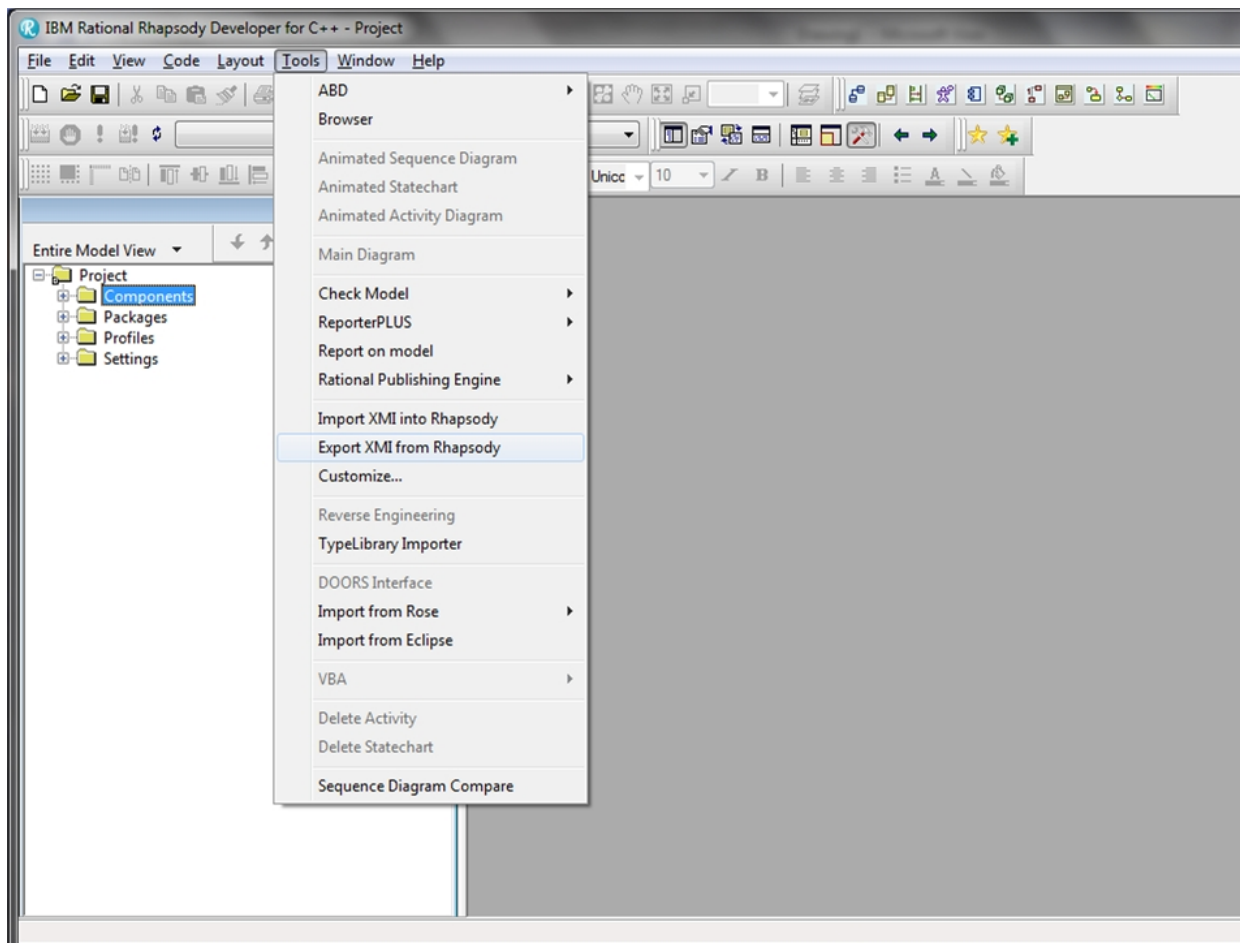 IBM Rational Rhapsody Developer for C++ - Project
File Edit View Code Layout Tools Window Help
ABD
Browser
Animated Sequence Diagram
Animated Statechart
Animated Activity Diagram
Main Diagram
Check Model
ReporterPLUS
Report on model
Rational Publishing Engine
Import XMI into Rhapsody
Export XMI from Rhapsody
Customize...
Reverse Engineering
TypeLibrary Importer
DOORS Interface
Import from Rose
Import from Eclipse
VBA
Delete Activity
Delete Statechart
Sequence Diagram Compare
10
Entire Model View
Project
Components
Packages
Profiles
Settings